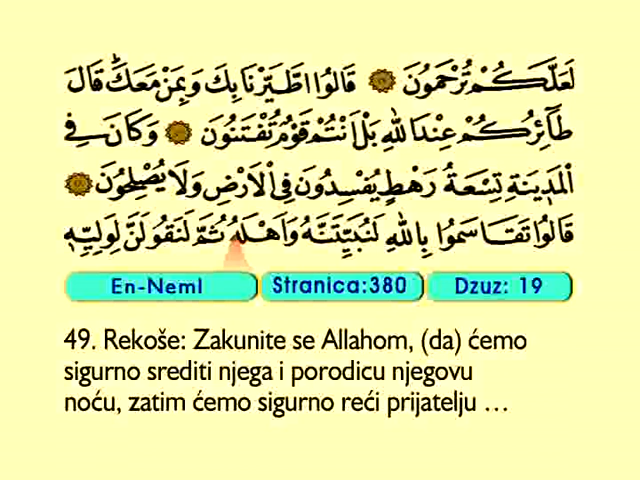 لَعَلَّكُمْ تُرْحَمُونَ ۞ قَالُوا اطَّيَّرْنَا بِكَ وَبِمَنْ مَعَكَ ۗ قَالَ
طَٓائِرُكُمْ عِنْدَ اللّٰهِ بَلْ اَنْتُمْ قَوْمٌ تُفْتَنُونَ ۞ وَكَانَ فِي
الْمَد۪ينَةِ تِسْعَةُ رَهْطٍ يُفْسِدُونَ فِي الْاَرْضِ وَلَا يُصْلِحُونَ ۞
قَالُوا تَقَاسَمُوا بِاللّٰهِ لَنُبَيِّتَنَّهُ وَاَهْلَهُ ثُمَّ لَنَقُولَنَّ لِوَلِيِّه۪
En-Neml Stranica:380 Dzuz: 19
49. Rekoše: Zakunite se Allahom, (da) ćemo
sigurno srediti njega i porodicu njegovu
noću, zatim ćemo sigurno reći prijatelju …